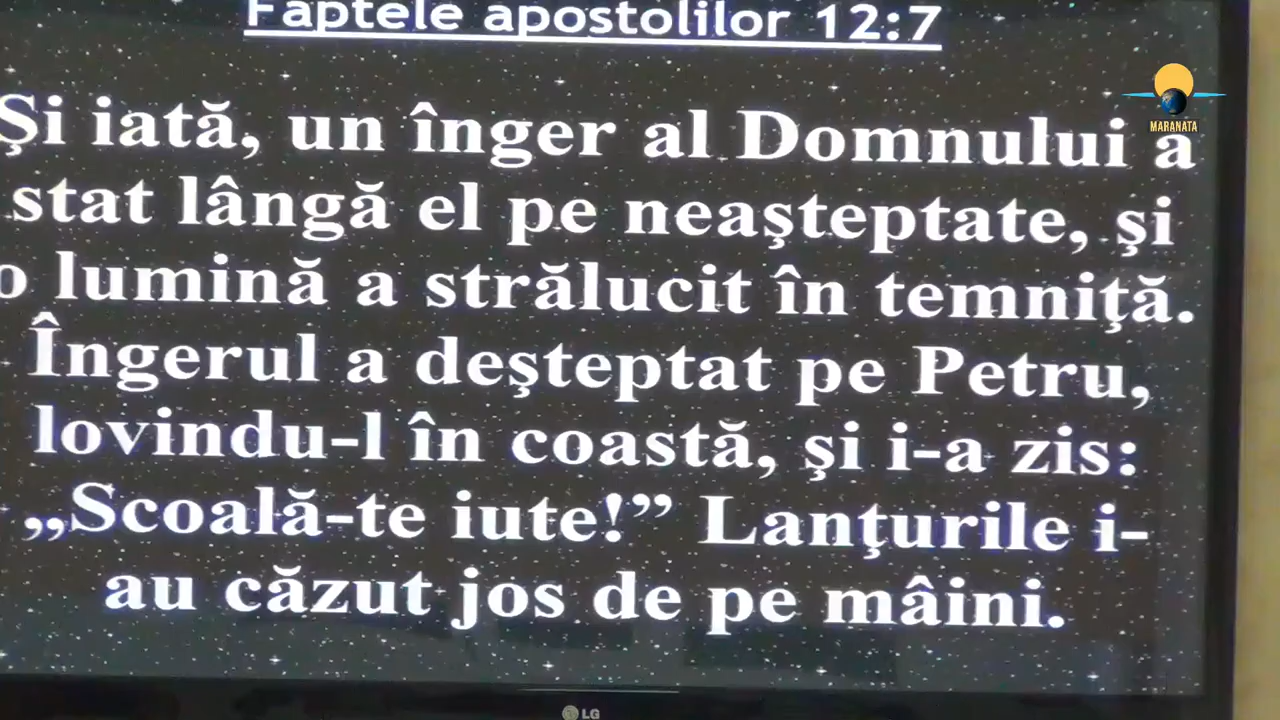 Faptele apostolilor 12:7
MARANATA
Şi iată, un înger al Domnului a
stat lângă el pe neaşteptate, şi
o lumină a strălucit în temniţă.
Îngerul a deşteptat pe Petru,
lovindu-l în coastă, şi i-a zis:
„Scoală-te iute!” Lanţurile i-
au căzut jos de pe mâini.
LG